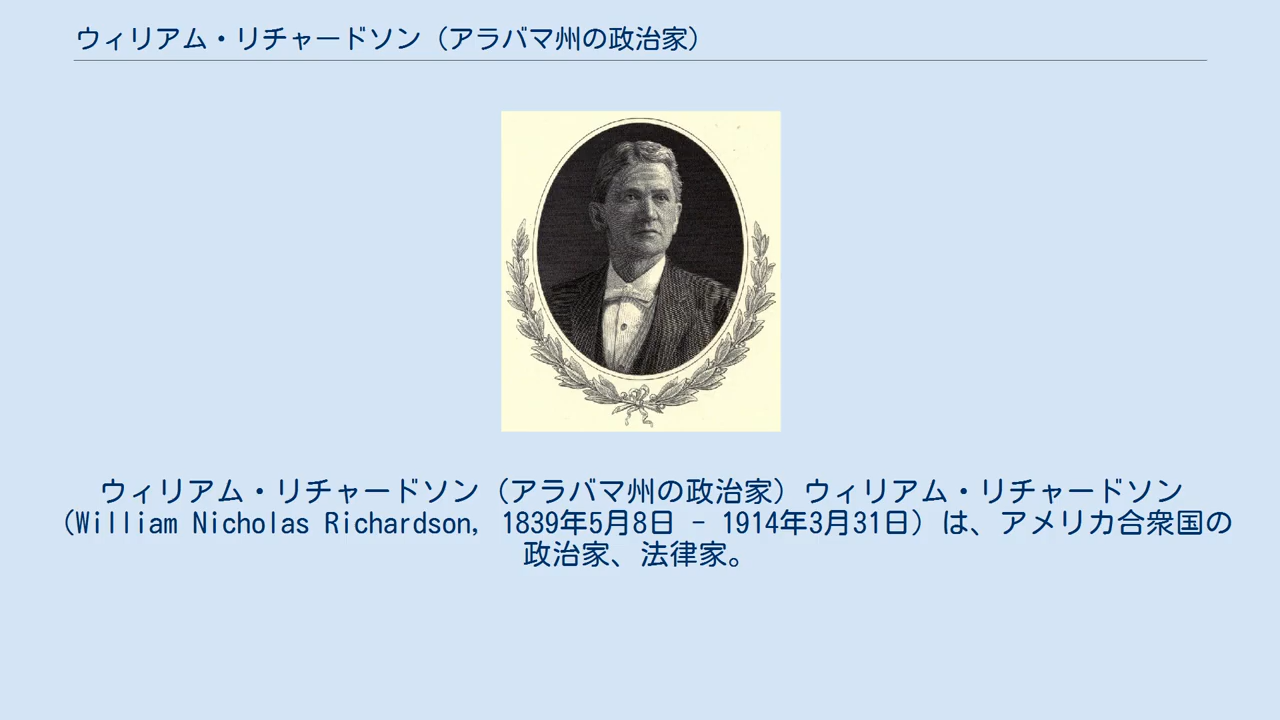 ウィリアム・リチャードソン（アラバマ州の政治家）
ウィリアム・リチャードソン（アラバマ州の政治家）ウィリアム・リチャードソン
（William Nicholas Richardson, 1839年5月8日 - 1914年3月31日）は、アメリカ合衆国の
政治家、法律家。